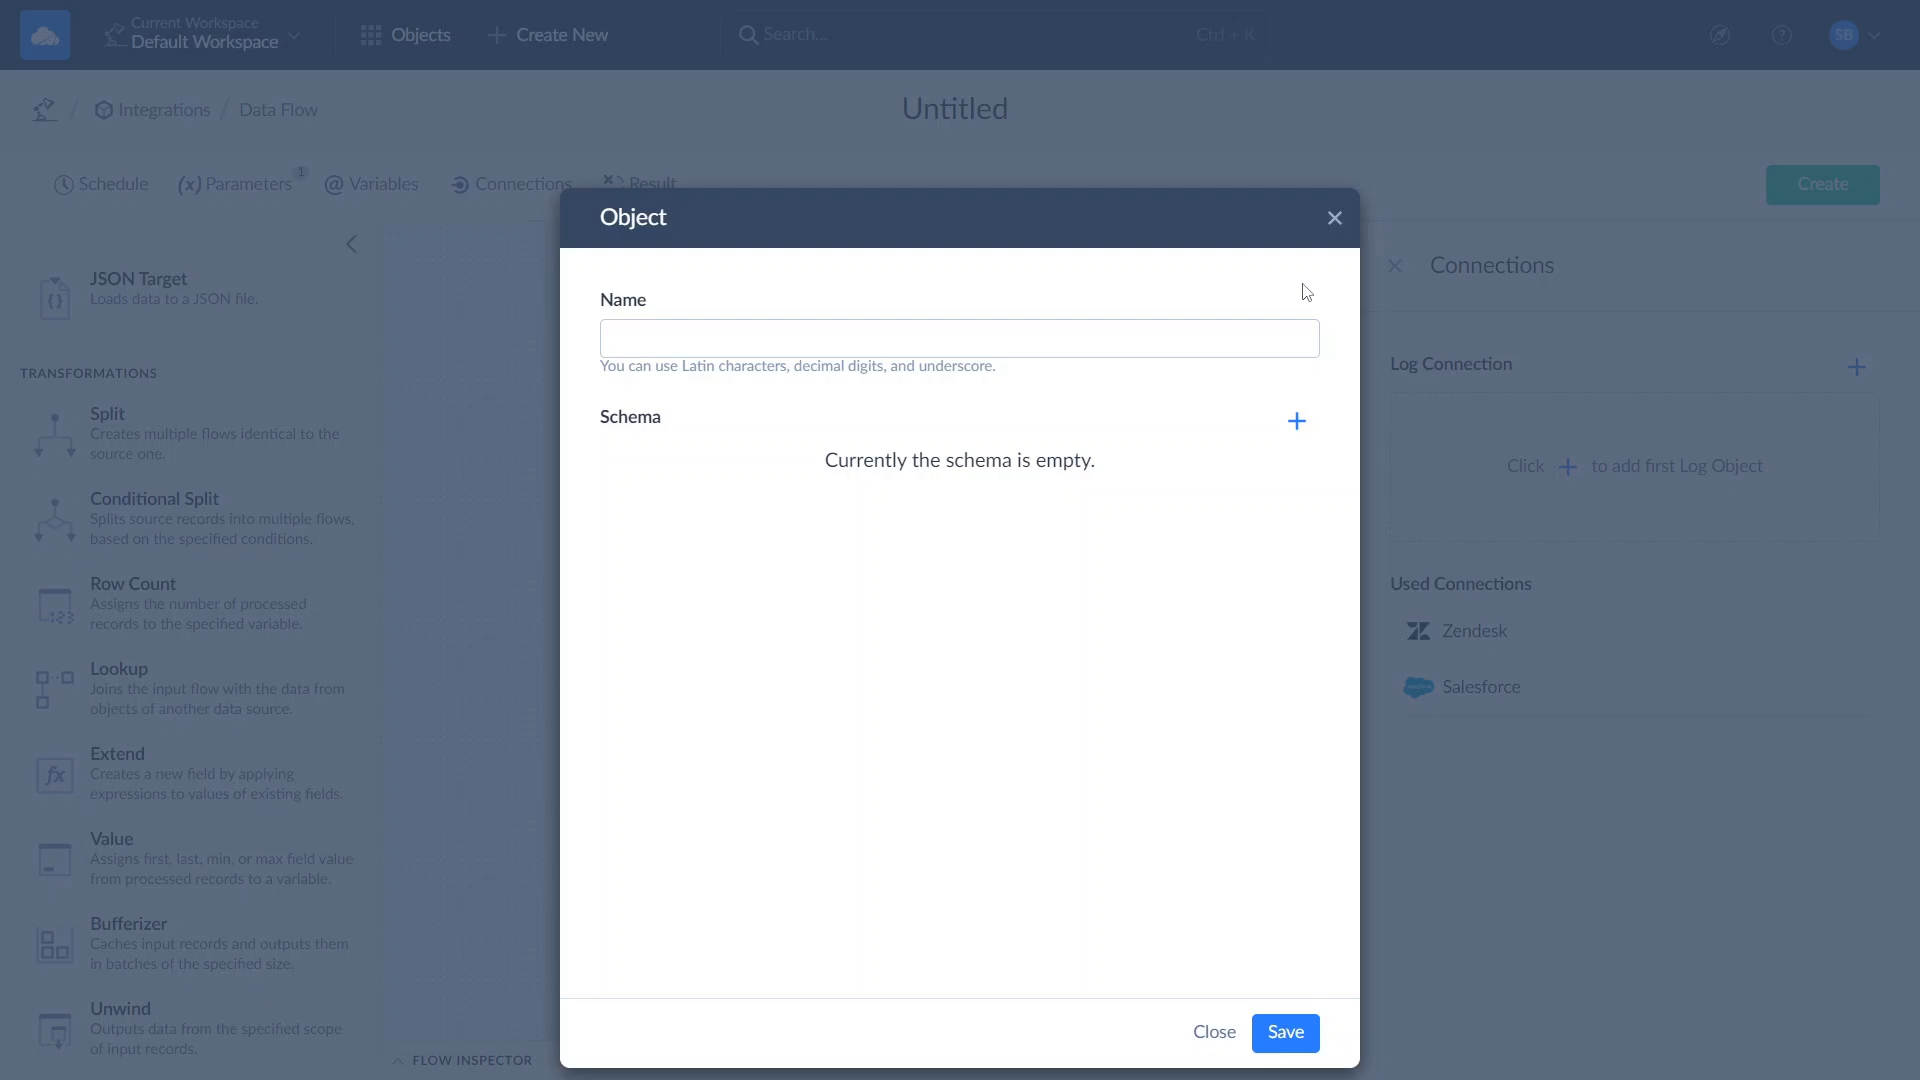 Current Workspace
Default Workspace
Objects
Create New
Search...
Ctrl + K
SB
/ Integrations / Data Flow
Untitled
Schedule
(x) Parameters 1
@ Variables
Connections
Result
Create
Object
JSON Target
Loads data to a JSON file.
TRANSFORMATIONS
Split
Creates multiple flows identical to the
source one.
Conditional Split
Splits source records into multiple flows,
based on the specified conditions.
Row Count
Assigns the number of processed
records to the specified variable.
Lookup
Joins the input flow with the data from
objects of another data source.
Extend
Creates a new field by applying
expressions to values of existing fields.
Value
Assigns first, last, min, or max field value
from processed records to a variable.
Bufferizer
Caches input records and outputs them
in batches of the specified size.
Unwind
Outputs data from the specified scope
of input records.
FLOW INSPECTOR
Name
You can use Latin characters, decimal digits, and underscore.
Schema
Currently the schema is empty.
Close
Save
Connections
Log Connection
Click + to add first Log Object
Used Connections
Zendesk
Salesforce